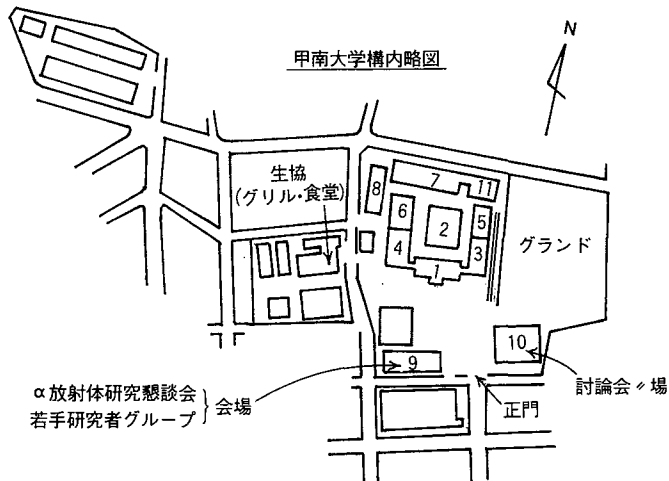 甲南大学構内略図
N
生協
(グリル・食堂)
7
11
8
6
5
2
4
3
1
グランド
10
9
α放射体研究懇談会
若手研究者グループ}会場
正門
討論会〃場